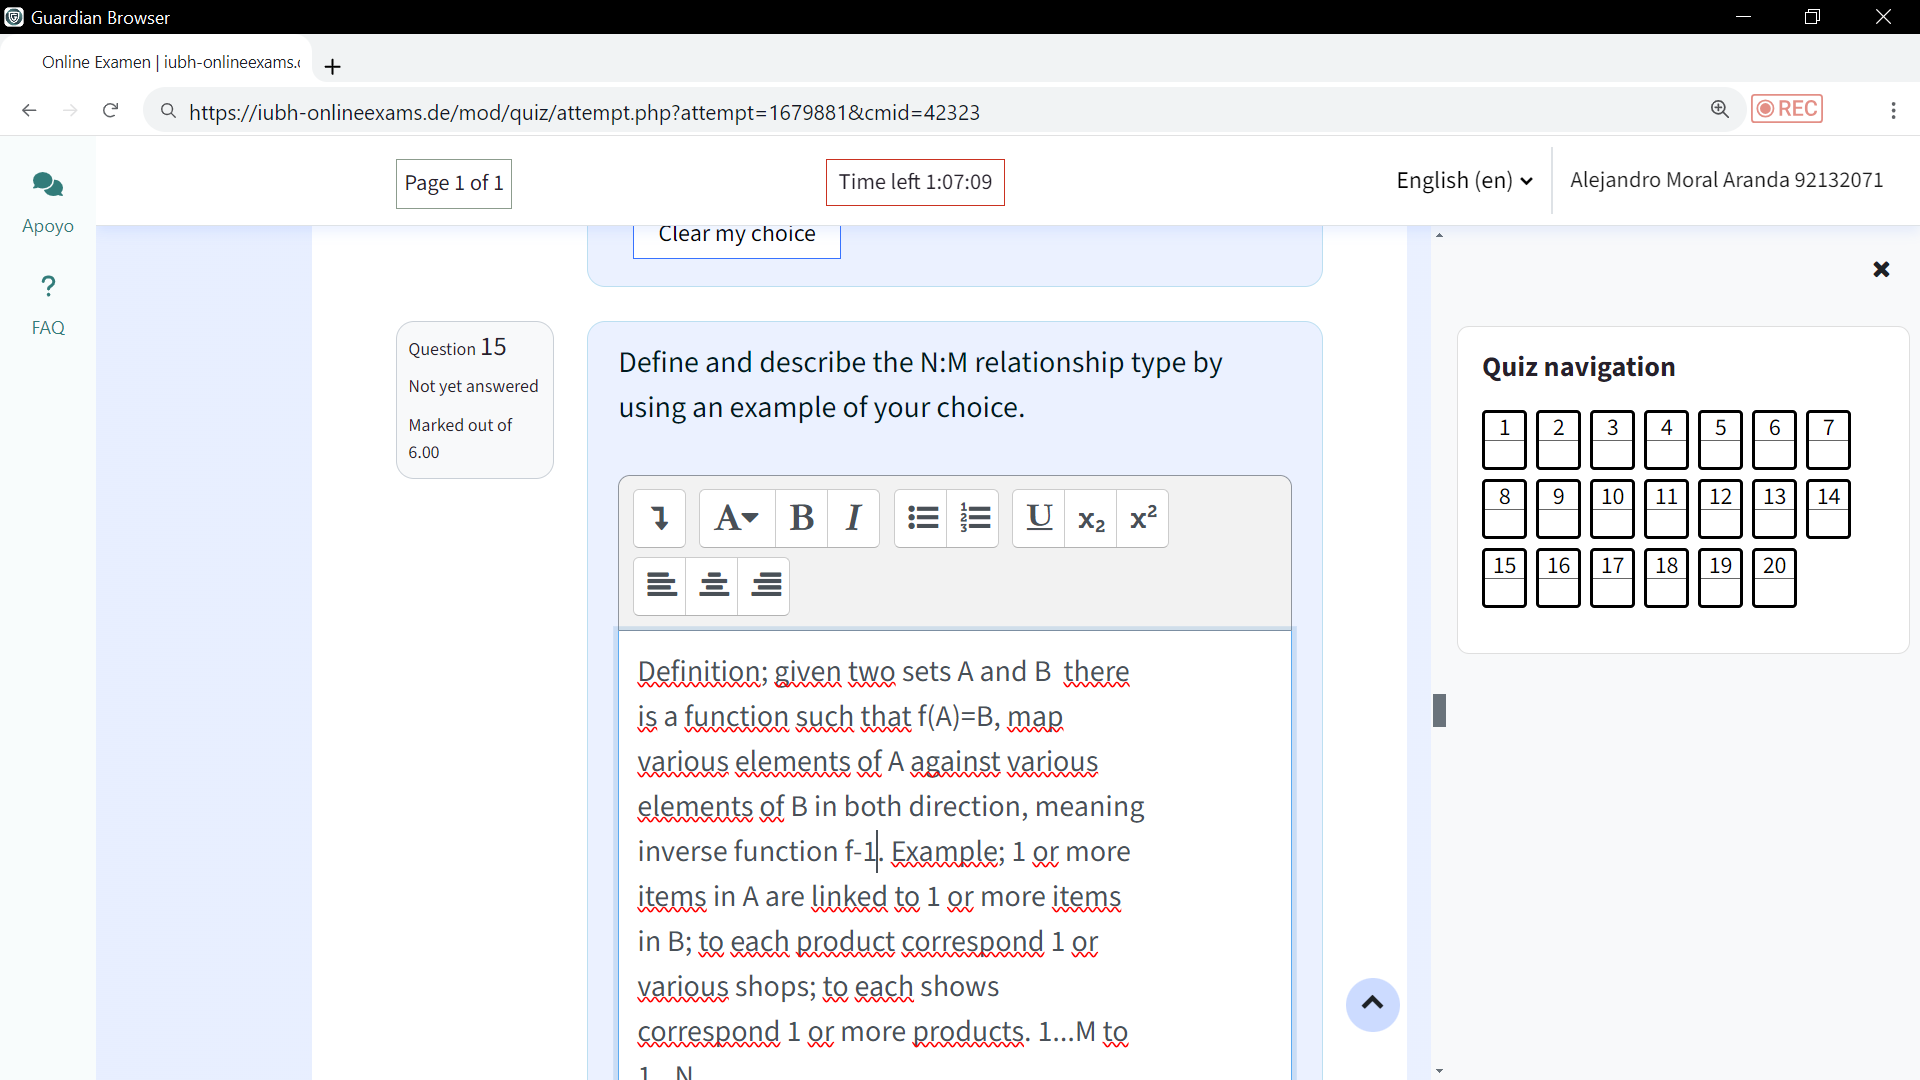 Guardian Browser
Online Examen | iubh-onlineexams.
https://iubh-onlineexams.de/mod/quiz/attempt.php?attempt=1679881&cmid=42323
REC
Apoyo
FAQ
Page 1 of 1
Time left 1:07:09
English (en)
Alejandro Moral Aranda 92132071
Clear my choice
Question 15
Not yet answered
Marked out of
6.00
Define and describe the N:M relationship type by
using an example of your choice.
A B I U x₂ x²
Definition; given two sets A and B there
is a function such that f(A)=B, map
various elements of A against various
elements of B in both direction, meaning
inverse function f-1. Example; 1 or more
items in A are linked to 1 or more items
in B; to each product correspond 1 or
various shops; to each shows
correspond 1 or more products. 1...M to
1...N
Quiz navigation
1 2 3 4 5 6 7
8 9 10 11 12 13 14
15 16 17 18 19 20